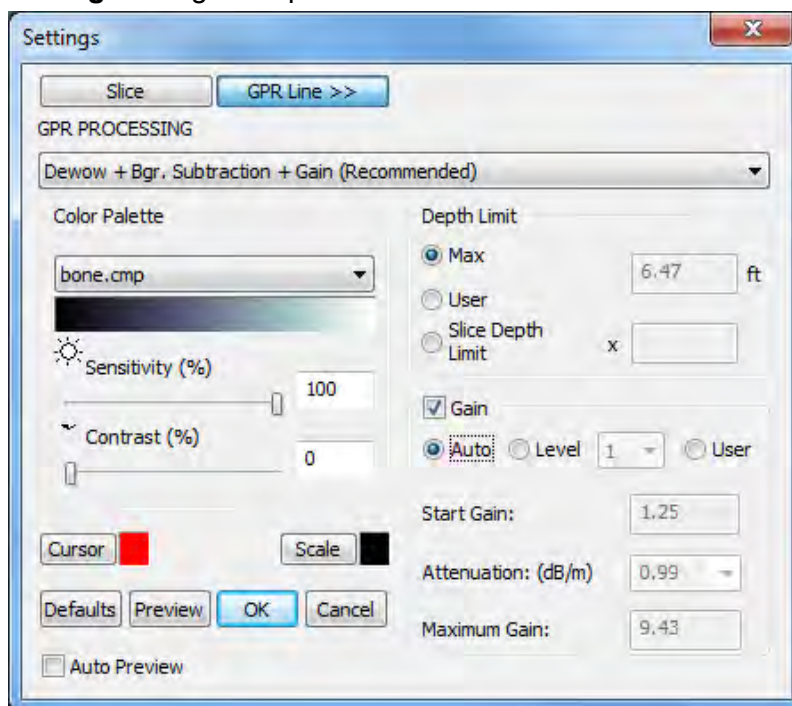 Settings
X
Slice
GPR Line >>
GPR PROCESSING
Dewow + Bgr. Subtraction + Gain (Recommended)
Color Palette
bone.cmp
Sensitivity (%)
100
Contrast (%)
0
Cursor
Scale
Defaults
Preview
OK
Cancel
Auto Preview
Depth Limit
Max
6.47
ft
User
Slice Depth
Limit
x
Gain
Auto
Level
1
User
Start Gain:
1.25
Attenuation: (dB/m)
0.99
Maximum Gain:
9.43